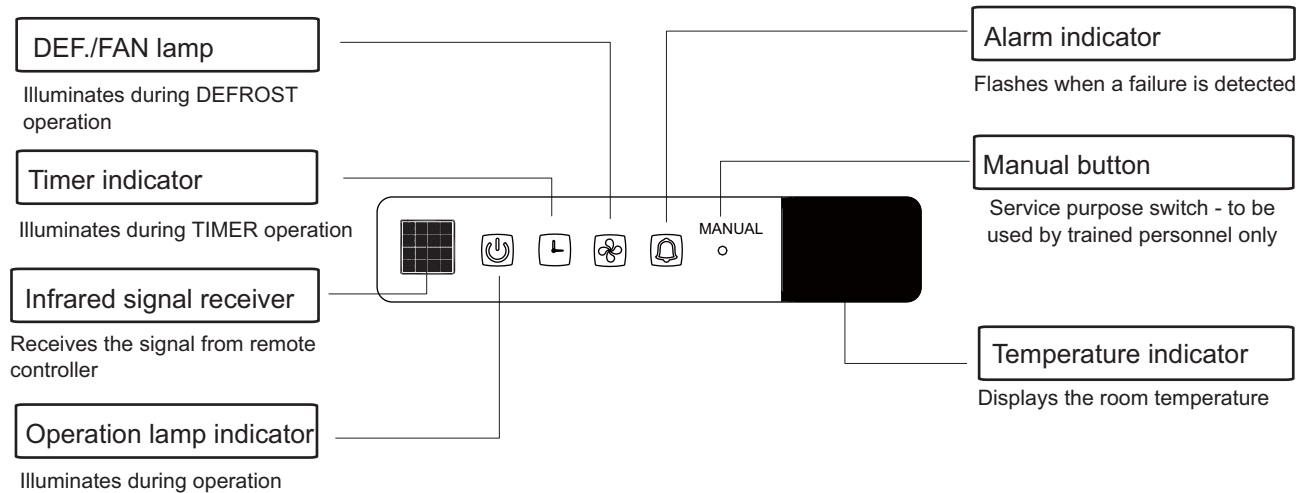 DEF./FAN lamp
Illuminates during DEFROST
operation
Timer indicator
Illuminates during TIMER operation
Infrared signal receiver
Receives the signal from remote
controller
Operation lamp indicator
Illuminates during operation
MANUAL
Alarm indicator
Flashes when a failure is detected
Manual button
Service purpose switch - to be
used by trained personnel only
Temperature indicator
Displays the room temperature